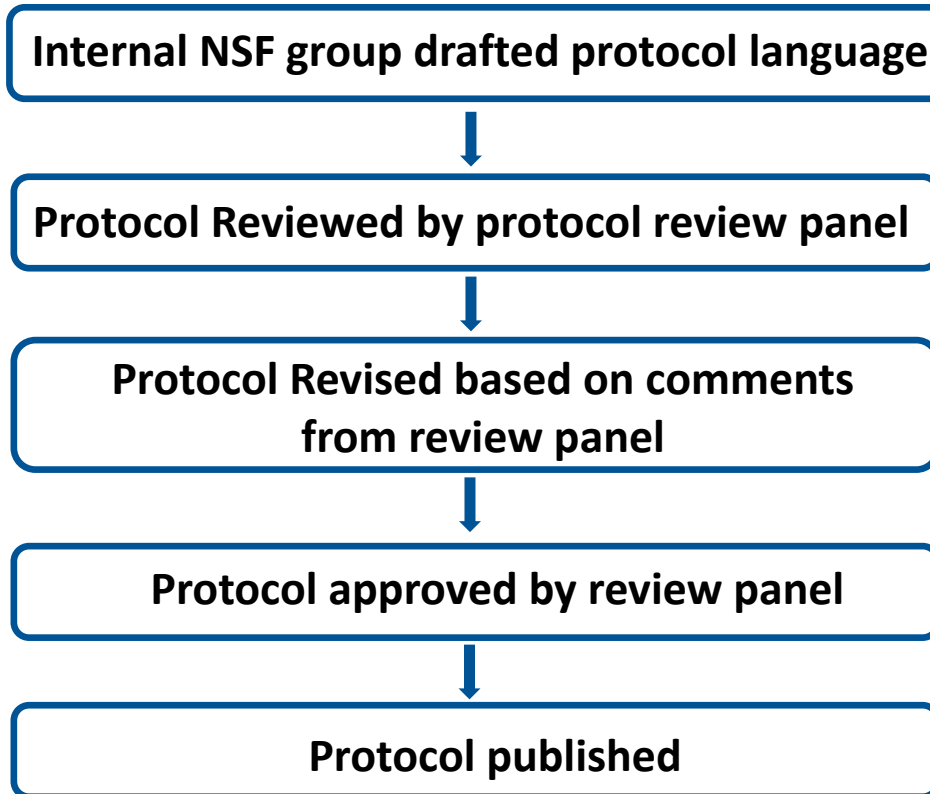 Internal NSF group drafted protocol language
Protocol Reviewed by protocol review panel
Protocol Revised based on comments
from review panel
Protocol approved by review panel
Protocol published